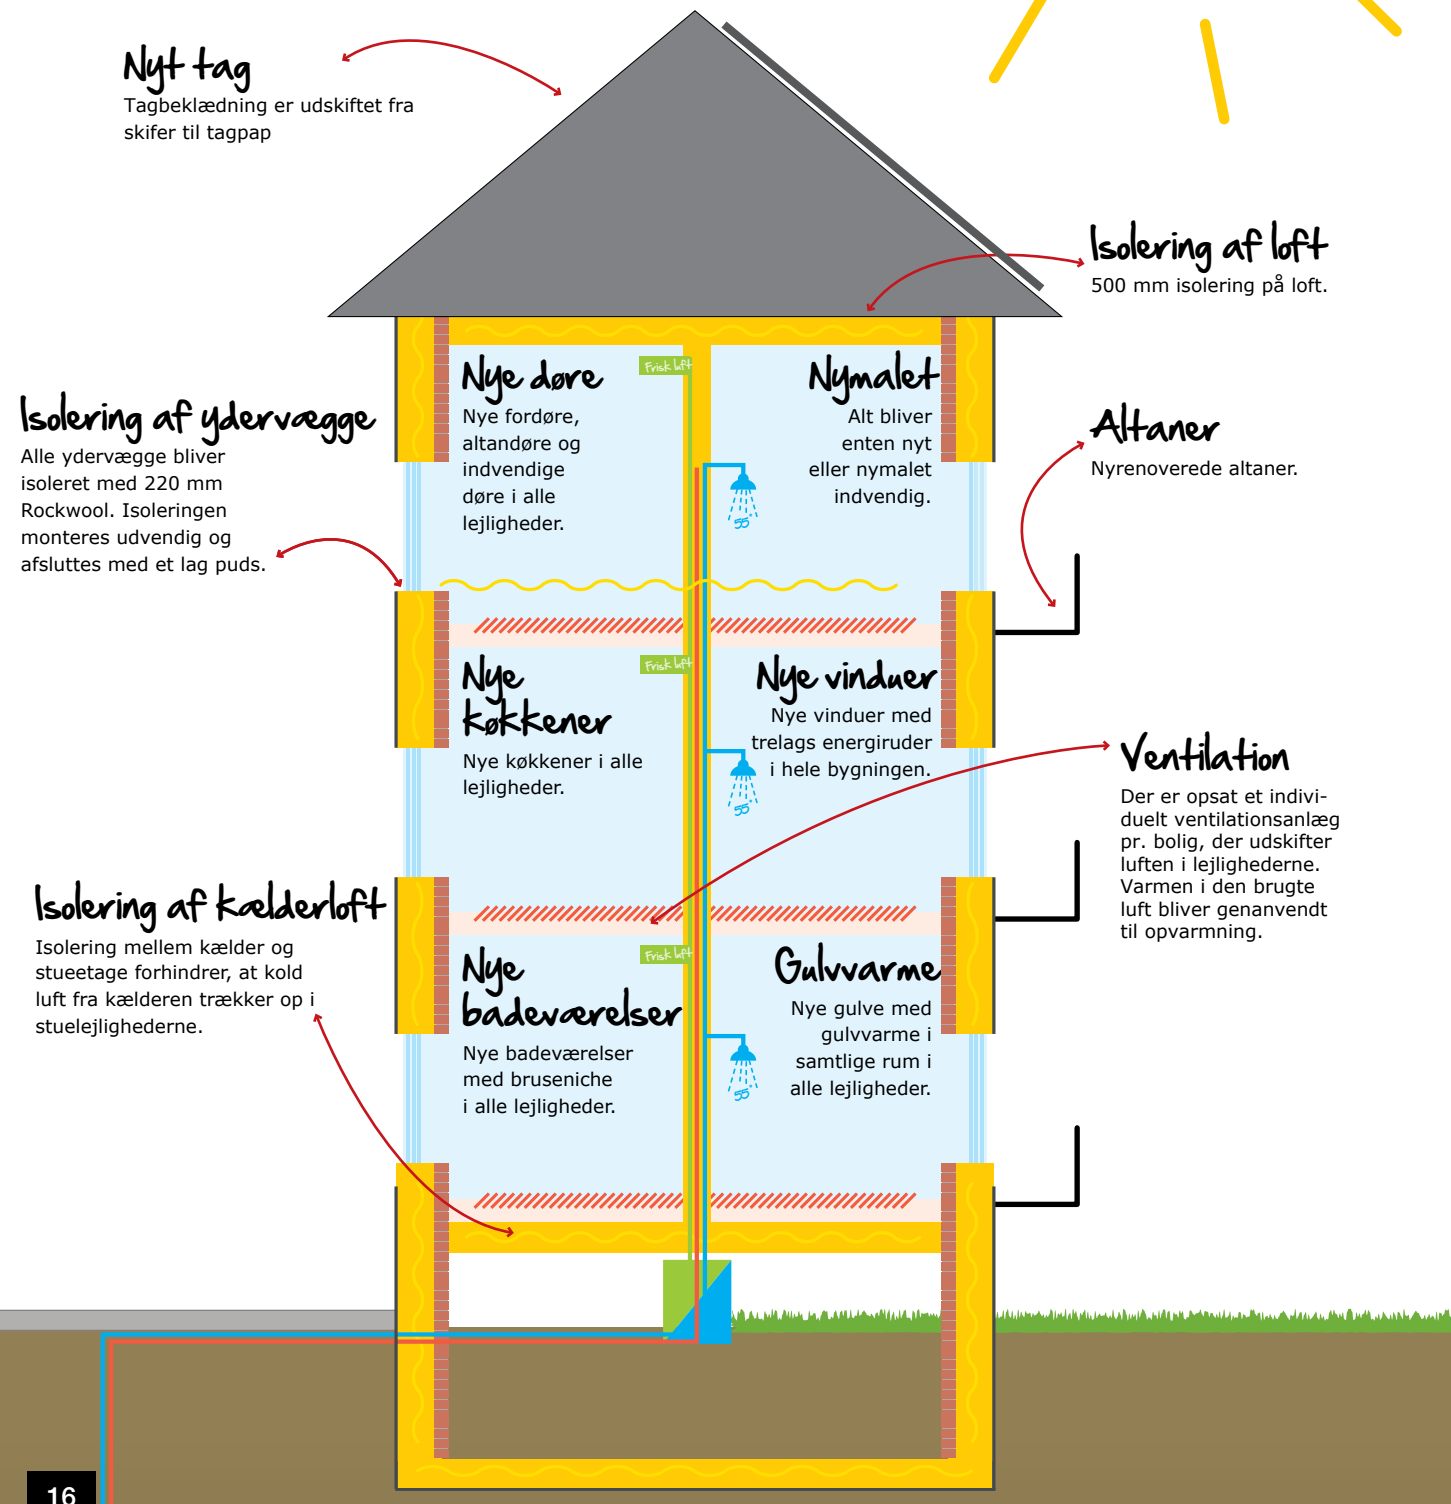 Nyt tag
Tagbeklædning er udskiftet fra
skifer til tagpap
Isolering af loft
500 mm isolering på loft.
Isolering af ydervægge
Alle ydervægge bliver
isoleret med 220 mm
Rockwool. Isoleringen
monteres udvendig og
afsluttes med et lag puds.
Nye døre
Nye fordøre,
altandøre og
indvendige
døre i alle
lejligheder.
Frisk luft
Nymalet
Alt bliver
enten nyt
eller nymalet
indvendig.
55°
Altaner
Nyrenoverede altaner.
Nye
køkkener
Nye køkkener i alle
lejligheder.
Frisk luft
Nye vinduer
Nye vinduer med
trelags energiruder
i hele bygningen.
55°
Ventilation
Der er opsat et indivi-
duelt ventilationsanlæg
pr. bolig, der udskifter
luften i lejlighederne.
Varmen i den brugte
luft bliver genanvendt
til opvarmning.
Isolering af kælderloft
Isolering mellem kælder og
stueetage forhindrer, at kold
luft fra kælderen trækker op i
stuelejlighederne.
Nye
badeværelser
Nye badeværelser
med bruseniche
i alle lejligheder.
Frisk luft
Gulvvarme
Nye gulve med
gulvvarme i
samtlige rum i
alle lejligheder.
55°
16